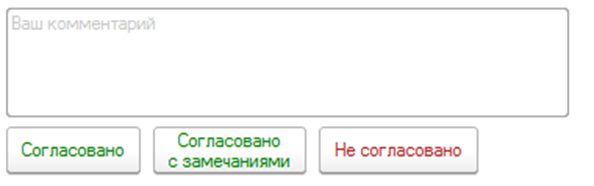 Ваш комментарий
Согласовано
Согласовано
с замечаниями
Не согласовано